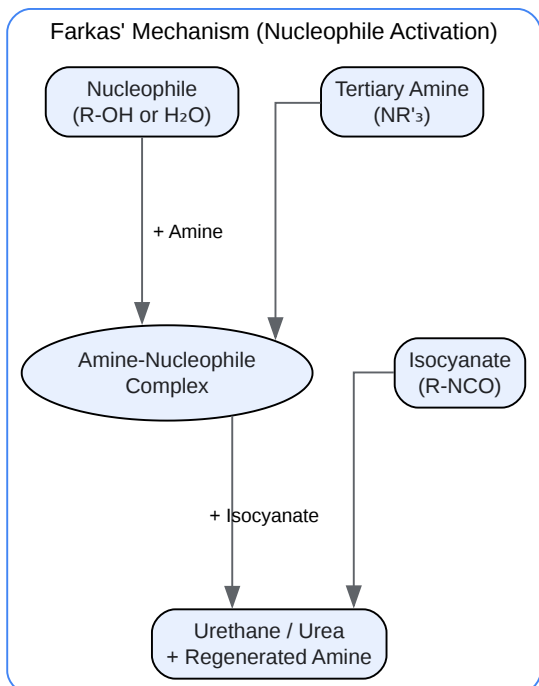 Farkas' Mechanism (Nucleophile Activation)
Nucleophile
(R-OH or H₂O)
Tertiary Amine
(NR'₃)
+ Amine
Amine-Nucleophile
Complex
Isocyanate
(R-NCO)
+ Isocyanate
Urethane / Urea
+ Regenerated Amine